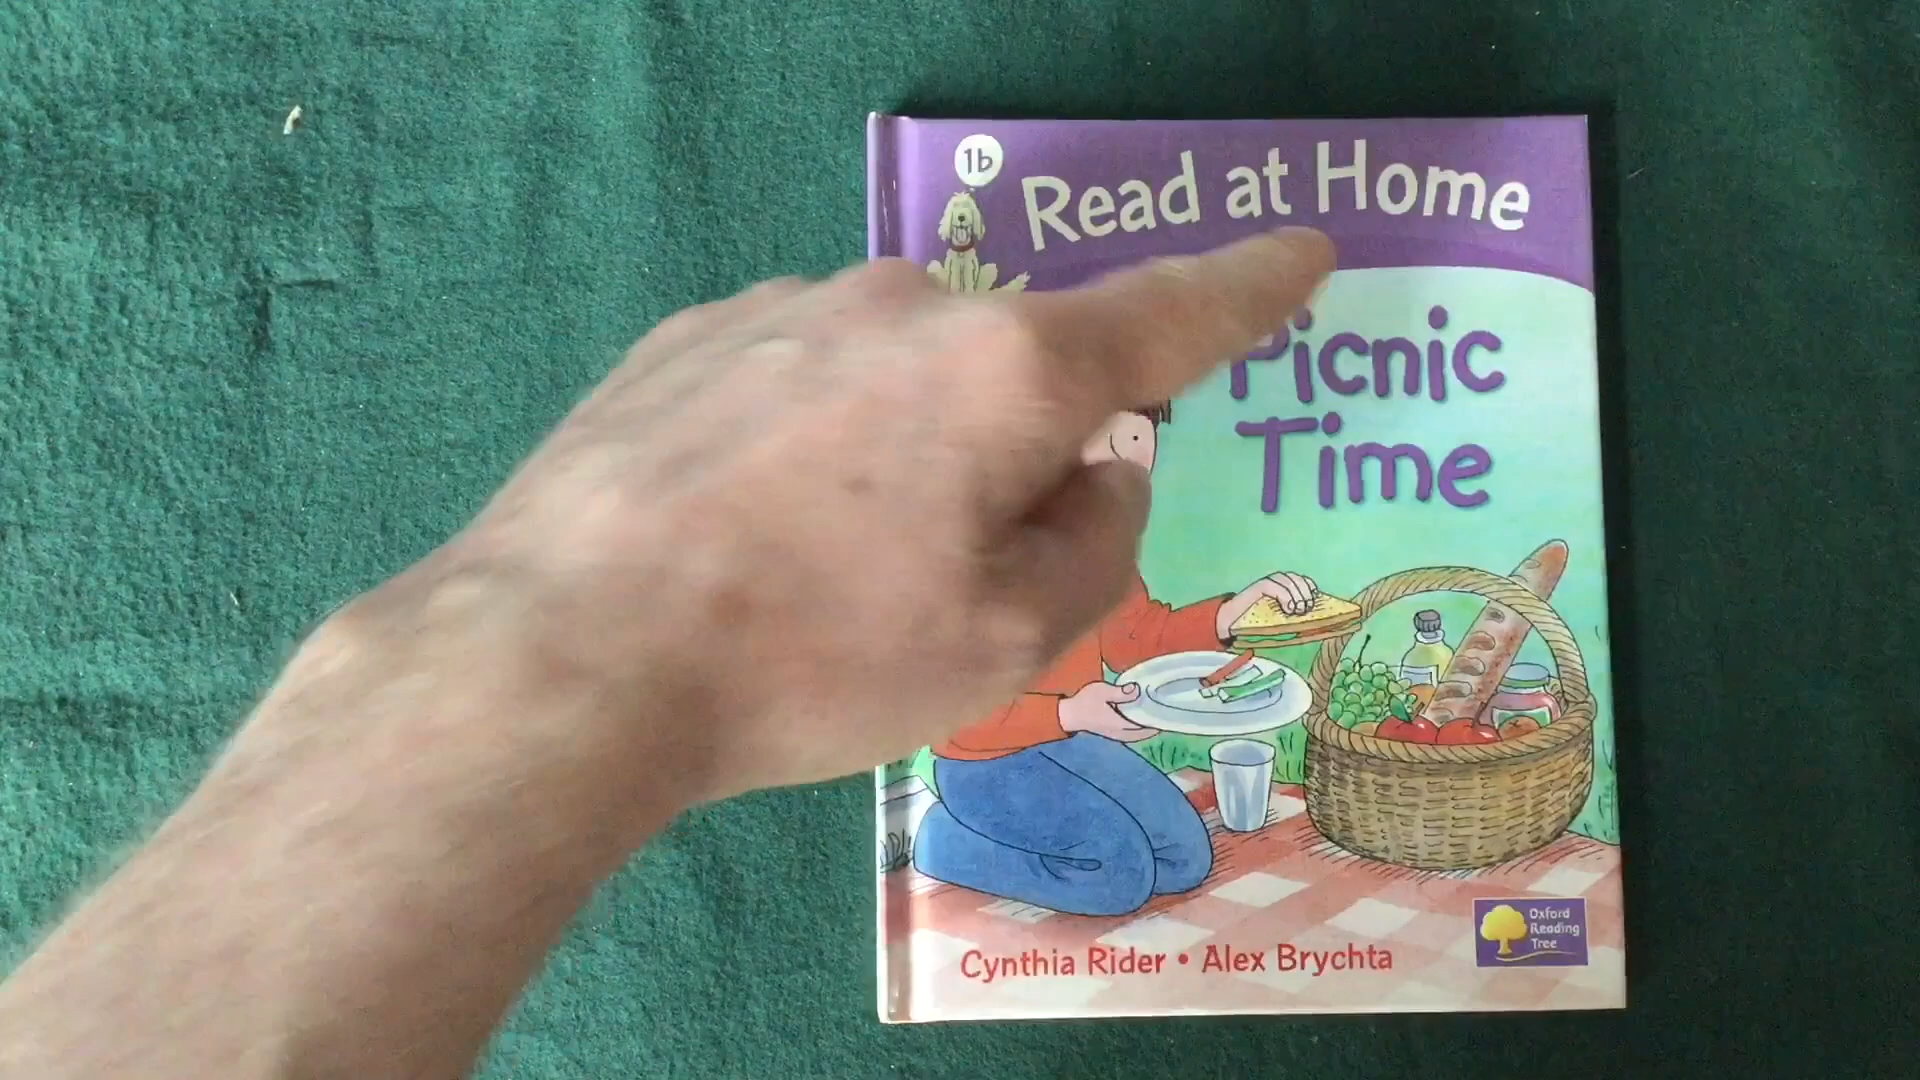 1b
Read at Home
Picnic
Time
Cynthia Rider • Alex Brychta
Oxford
Reading
Tree